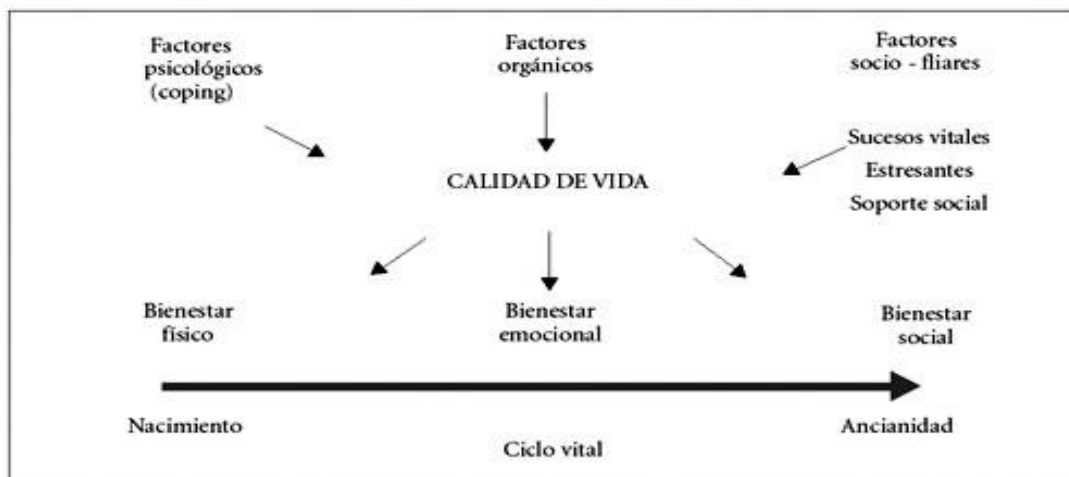 Factores
psicológicos
(coping)
Factores
orgánicos
Factores
socio - fliares
Sucesos vitales
Estresantes
Soporte social
CALIDAD DE VIDA
Bienestar
físico
Bienestar
emocional
Bienestar
social
Nacimiento
Ancianidad
Ciclo vital